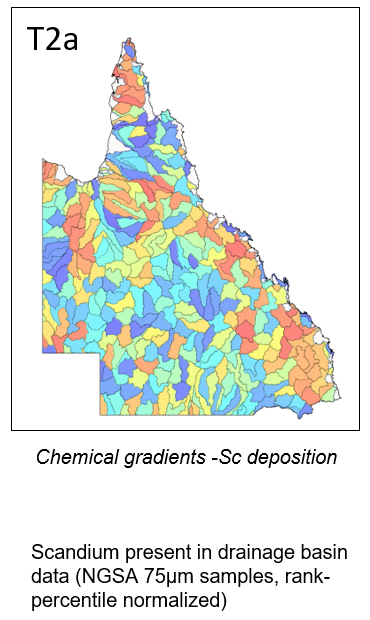 T2a
Chemical gradients -Sc deposition
Scandium present in drainage basin
data (NGSA 75µm samples, rank-
percentile normalized)